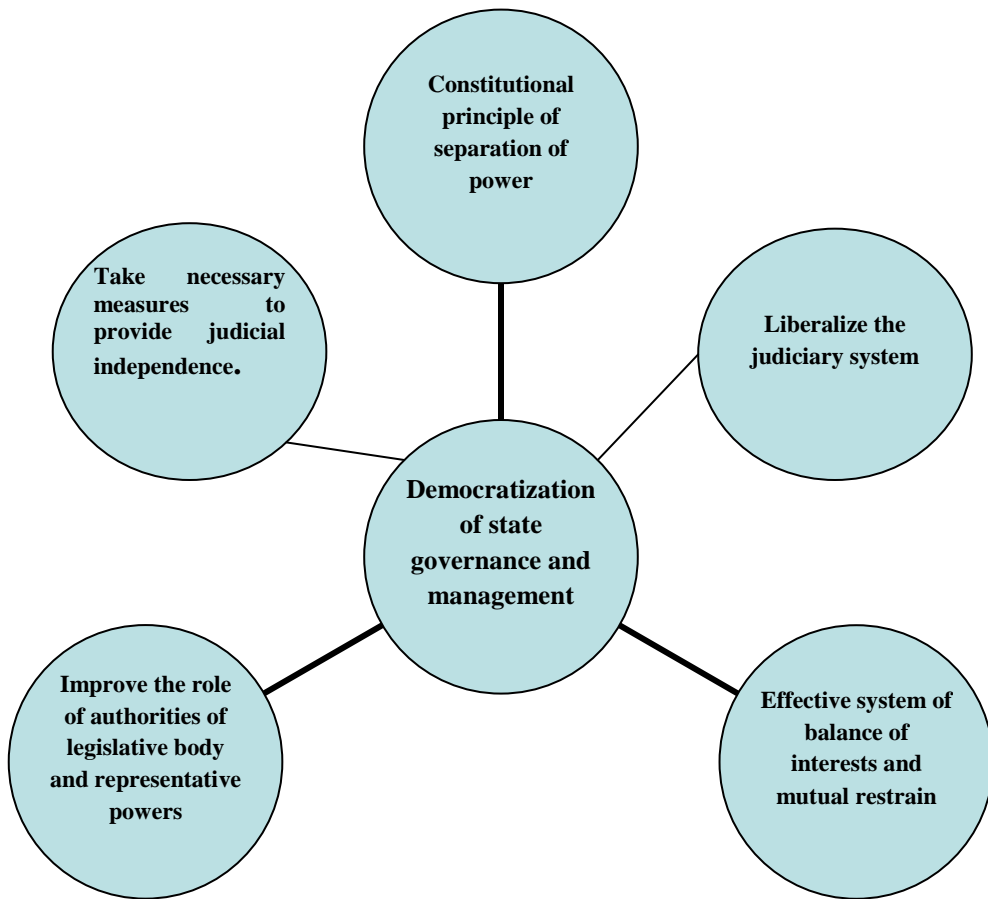 Constitutional
principle of
separation of
power
Take necessary
measures to
provide judicial
independence.
Liberalize the
judiciary system
Democratization
of state
governance and
management
Improve the role
of authorities of
legislative body
and representative
powers
Effective system of
balance of
interests and
mutual restrain